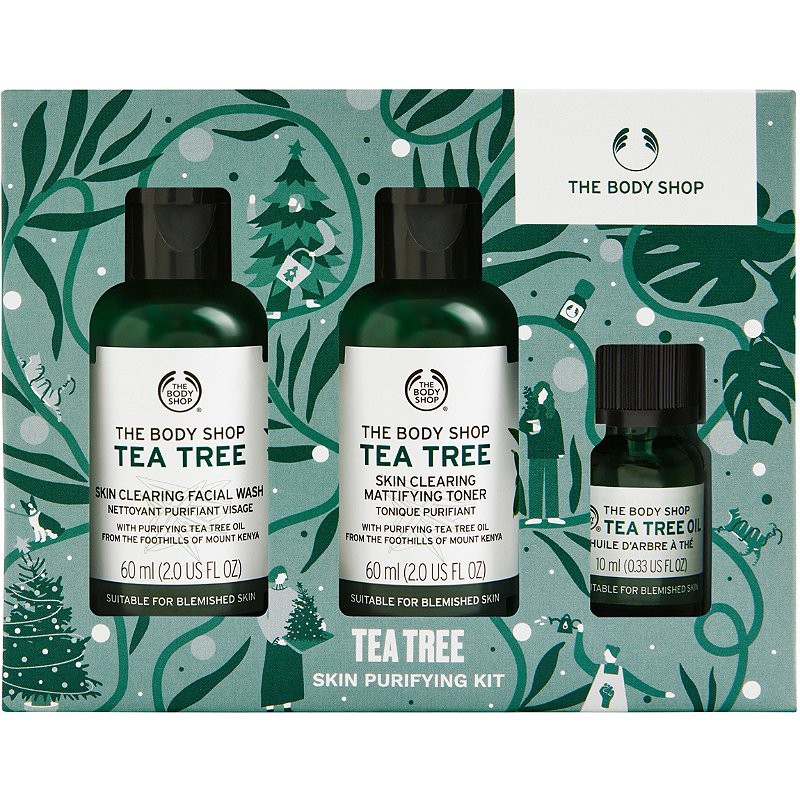 THE BODY SHOP
THE
BODY
SHOP
®
THE BODY SHOP
TEA TREE
SKIN CLEARING FACIAL WASH
NETTOYANT PURIFIANT VISAGE
WITH PURIFYING TEA TREE OIL
FROM THE FOOTHILLS OF MOUNT KENYA
60 ml (2.0 US FL OZ)
SUITABLE FOR BLEMISHED SKIN
THE
BODY
SHOP
®
THE BODY SHOP
TEA TREE
SKIN CLEARING
MATTIFYING TONER
TONIQUE PURIFIANT
WITH PURIFYING TEA TREE OIL
FROM THE FOOTHILLS OF MOUNT KENYA
60 ml (2.0 US FL OZ)
SUITABLE FOR BLEMISHED SKIN
THE BODY SHOP
® TEA TREE OIL
HUILE D'ARBRE À THÉ
10 ml (0.33 US FL OZ)
SUITABLE FOR BLEMISHED SKIN
TEA TREE
SKIN PURIFYING KIT